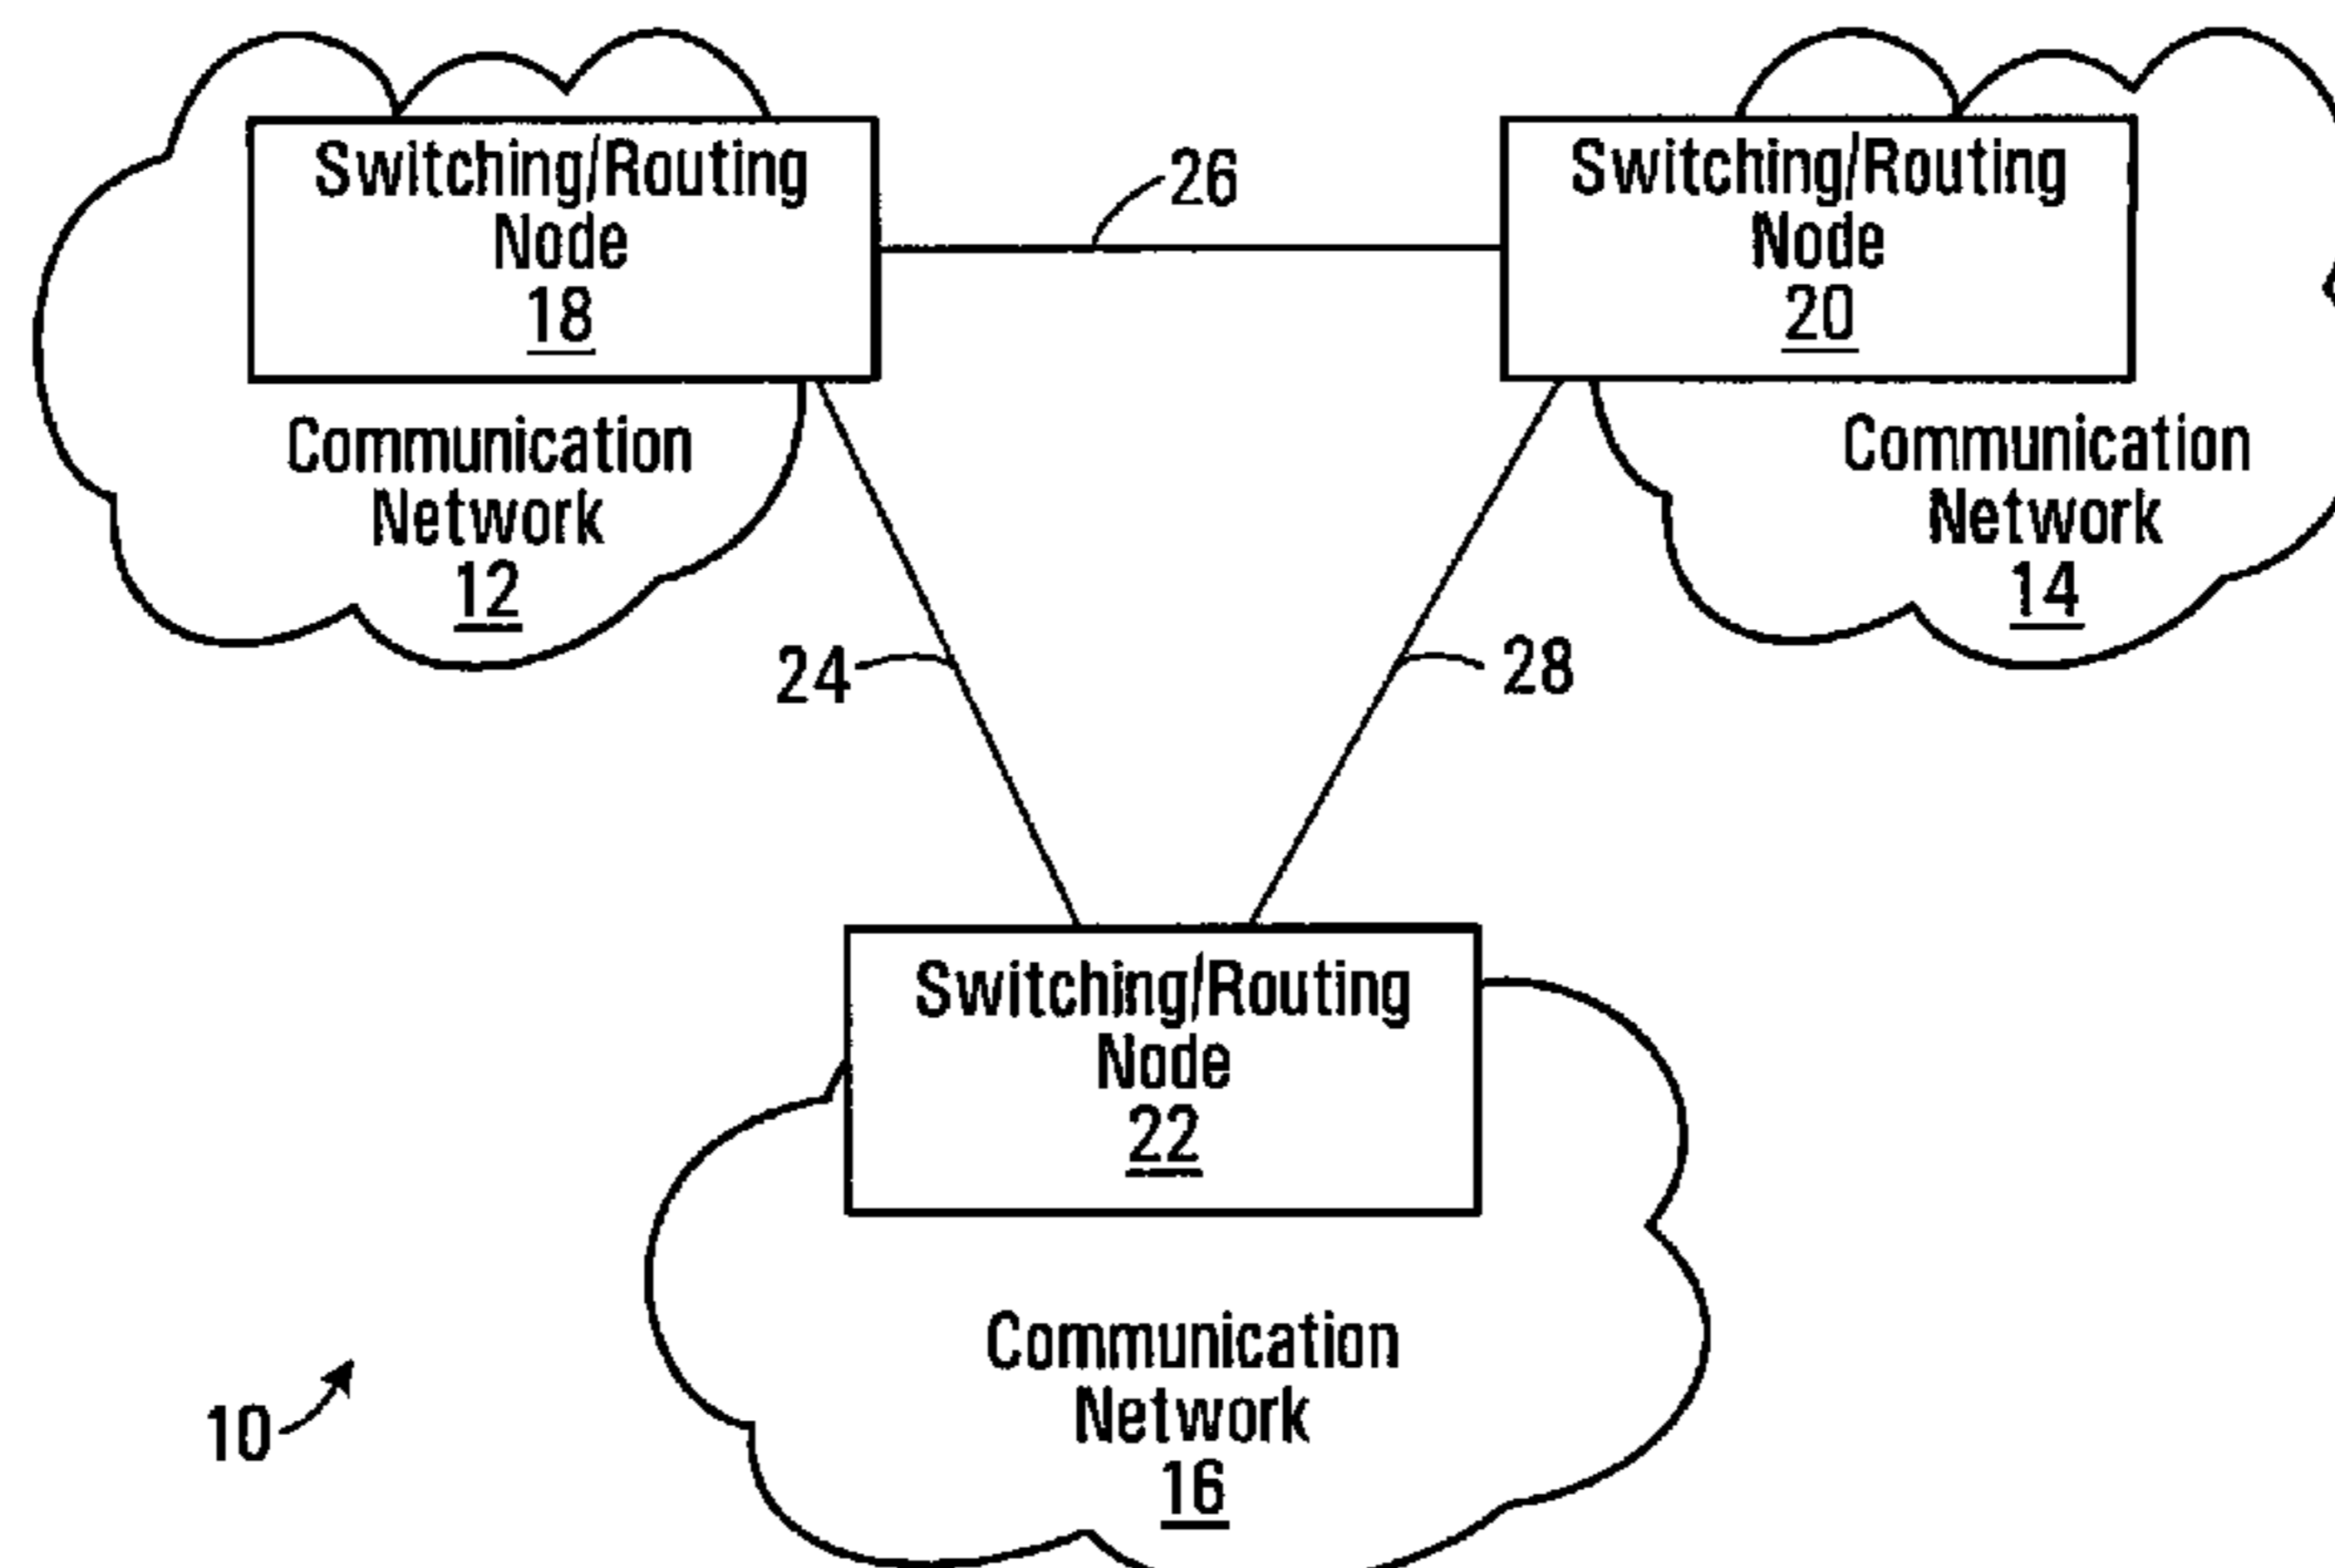 Switching/Routing
Node
18
26
Switching/Routing
Node
20
Communication
Network
12
Communication
Network
14
24
28
Switching/Routing
Node
22
Communication
Network
16
10